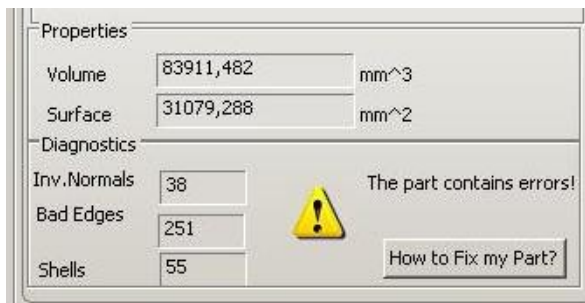 Properties
Volume 83911,482 mm^3
Surface 31079,288 mm^2
Diagnostics
Inv.Normals 38 The part contains errors!
Bad Edges 251
Shells 55 How to Fix my Part?